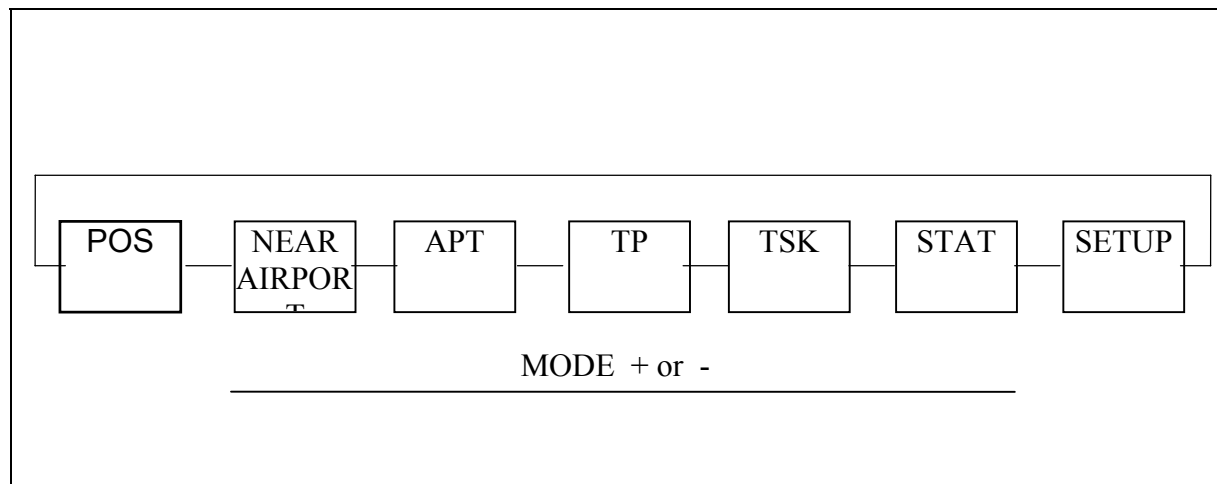 POS
NEAR
AIRPOR
T
APT
TP
TSK
STAT
SETUP
MODE + or -